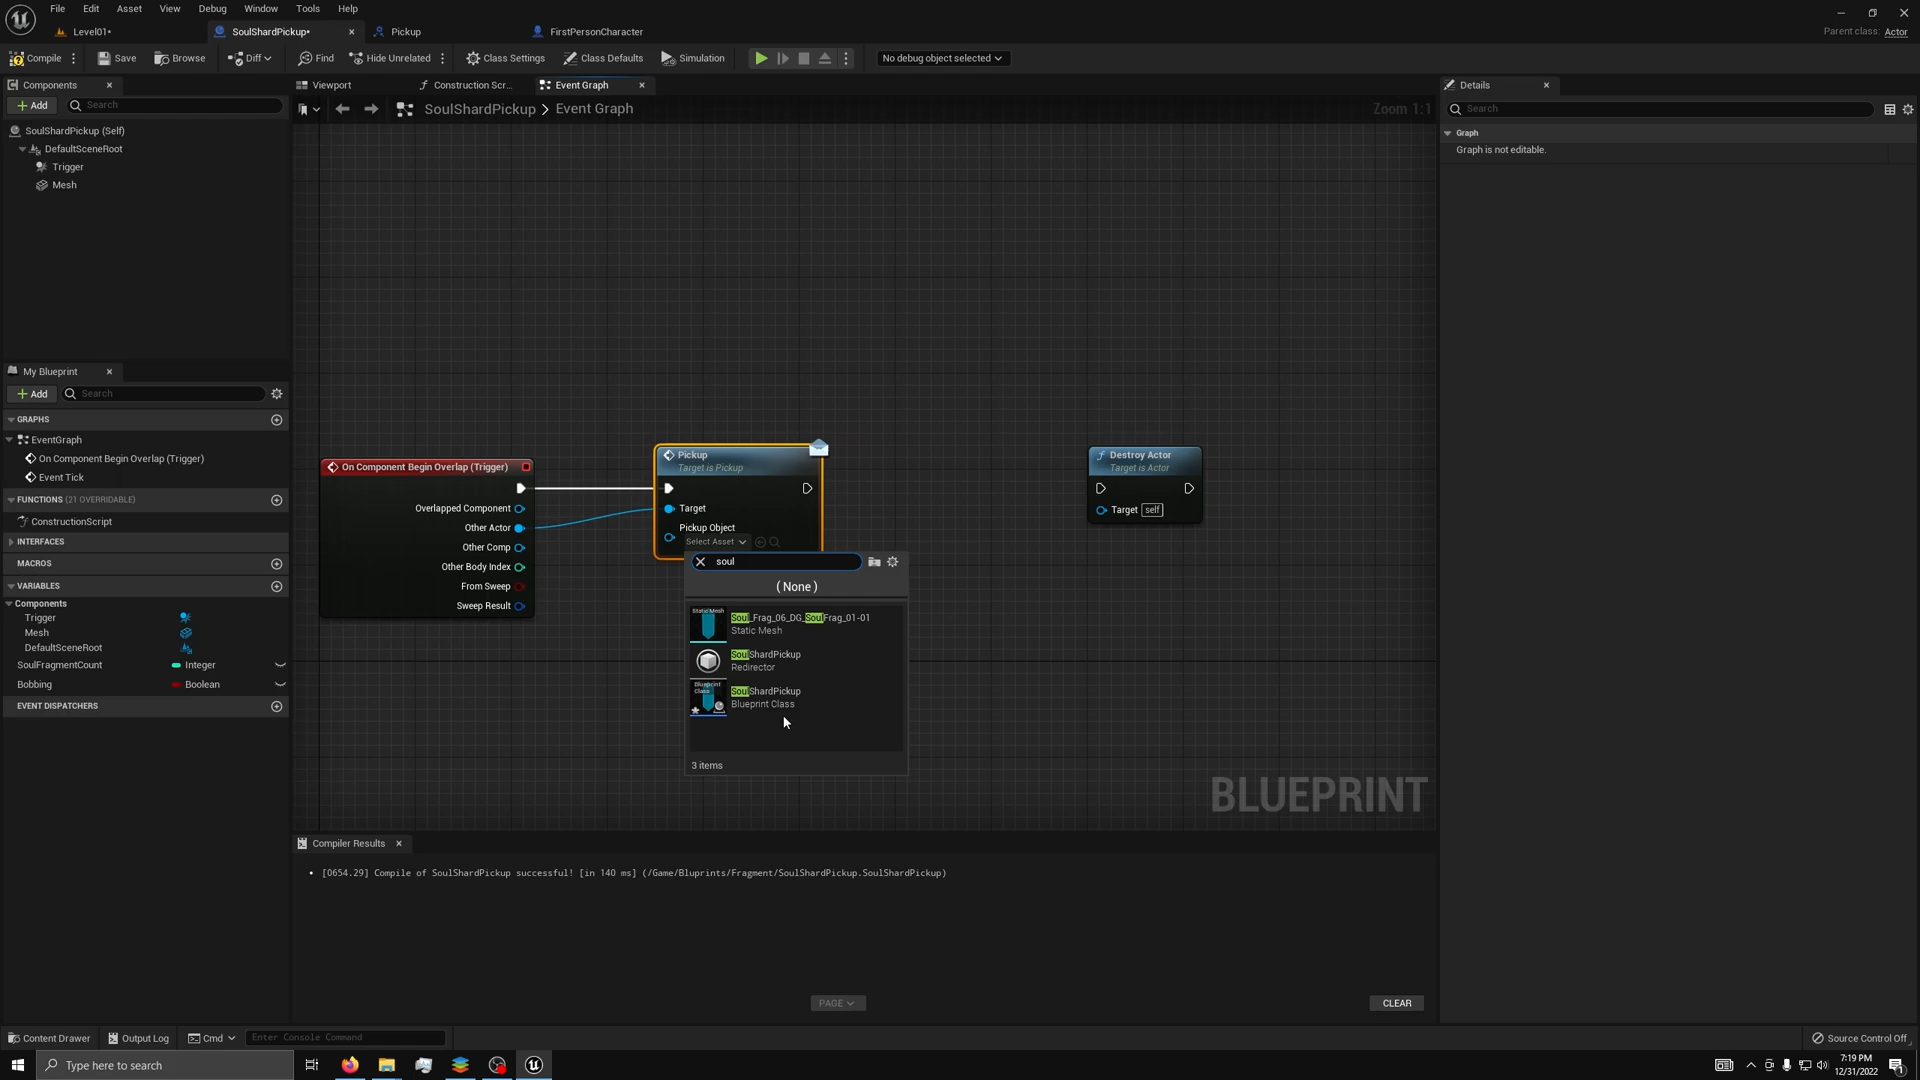 File Edit Asset View Debug Window Tools Help
Level01•
SoulShardPickup•
Pickup
FirstPersonCharacter
Parent class: Actor
Compile
Save
Browse
Diff
Find
Hide Unrelated
Class Settings
Class Defaults
Simulation
No debug object selected
Components
Add
Search
SoulShardPickup (Self)
DefaultSceneRoot
Trigger
Mesh
My Blueprint
Add
Search
GRAPHS
EventGraph
On Component Begin Overlap (Trigger)
Event Tick
FUNCTIONS (21 OVERRIDABLE)
ConstructionScript
INTERFACES
MACROS
VARIABLES
Components
Trigger
Mesh
DefaultSceneRoot
SoulFragmentCount Integer
Bobbing Boolean
EVENT DISPATCHERS
Viewport
Construction Scr...
Event Graph
SoulShardPickup > Event Graph
Zoom 1:1
On Component Begin Overlap (Trigger)
Overlapped Component
Other Actor
Other Comp
Other Body Index
From Sweep
Sweep Result
Pickup
Target is Pickup
Target
Pickup Object
Select Asset
soul
( None )
Static Mesh
Soul_Frag_06_DG_SoulFrag_01-01
Static Mesh
SoulShardPickup
Redirector
Blueprint Class
SoulShardPickup
Blueprint Class
3 items
Destroy Actor
Target is Actor
Target self
BLUEPRINT
Compiler Results
• [0654.29] Compile of SoulShardPickup successful! [in 140 ms] (/Game/Bluprints/Fragment/SoulShardPickup.SoulShardPickup)
PAGE
CLEAR
Details
Search
Graph
Graph is not editable.
Content Drawer
Output Log
Cmd
Enter Console Command
Source Control Off
Type here to search
7:19 PM
12/31/2022
1